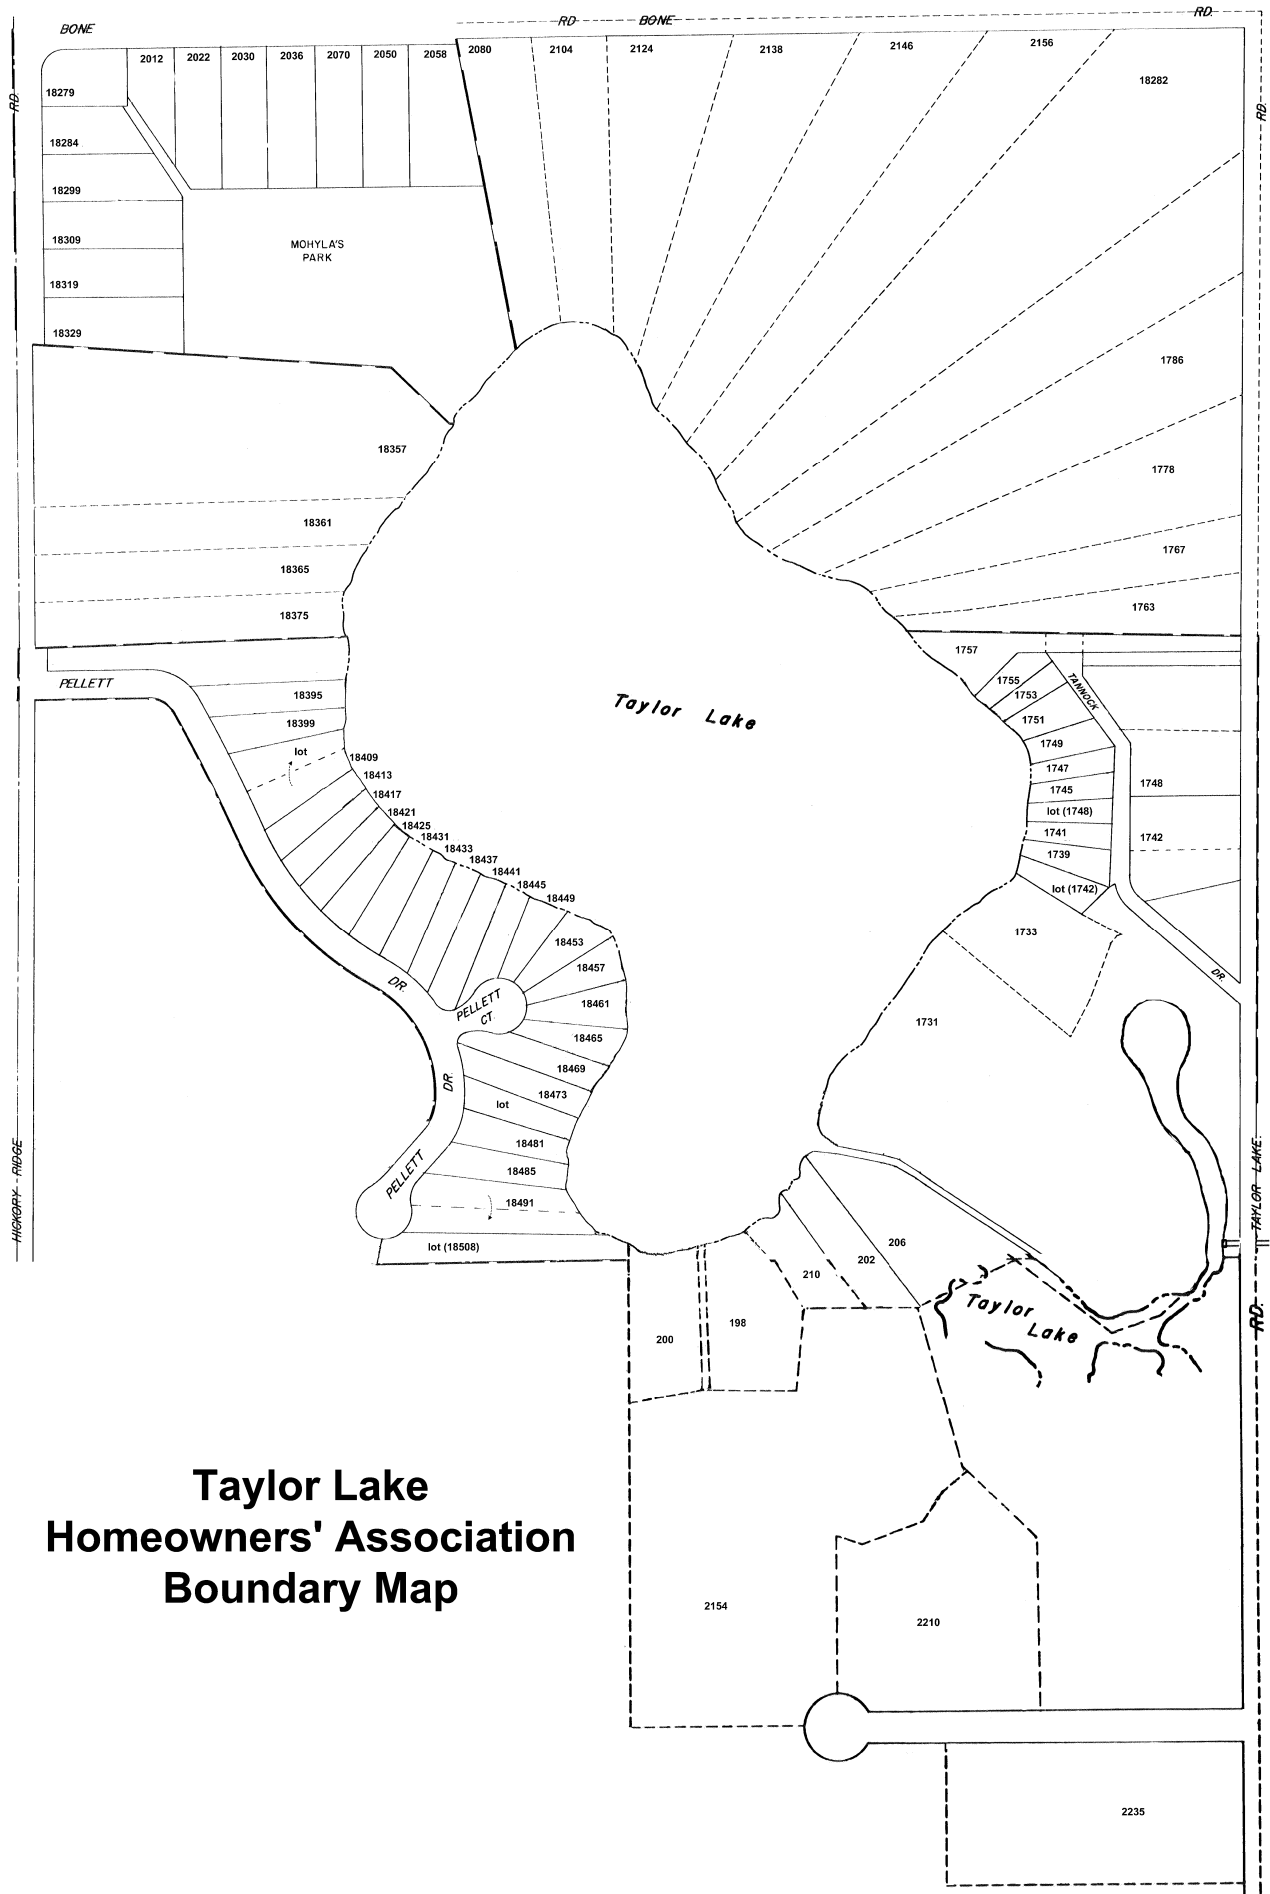 BONE
RD
BONE
RD.
2012
2022
2030
2036
2070
2050
2058
2080
2104
2124
2138
2146
2156
18282
18279
RD.
RD.
18284
18299
18309
18319
18329
MOHYLA'S
PARK
1786
18357
1778
18361
1767
18365
1763
18375
1757
PELLETT
1755
1753
TANNOCK
18395
Taylor Lake
18399
1751
lot
18409
1749
18413
1747
18417
1745
1748
18421
lot (1748)
18425
1741
1742
18431
18433
1739
18437
18441
lot (1742)
18445
18449
18453
1733
18457
DR.
DR.
PELLETT
CT.
18461
1731
18465
18469
DR.
18473
lot
18481
HICKORY RIDGE
TAYLOR LAKE
PELLETT
18485
18491
lot (18508)
206
202
210
Taylor
Lake
RD.
198
200
Taylor Lake
Homeowners' Association
Boundary Map
2154
2210
2235